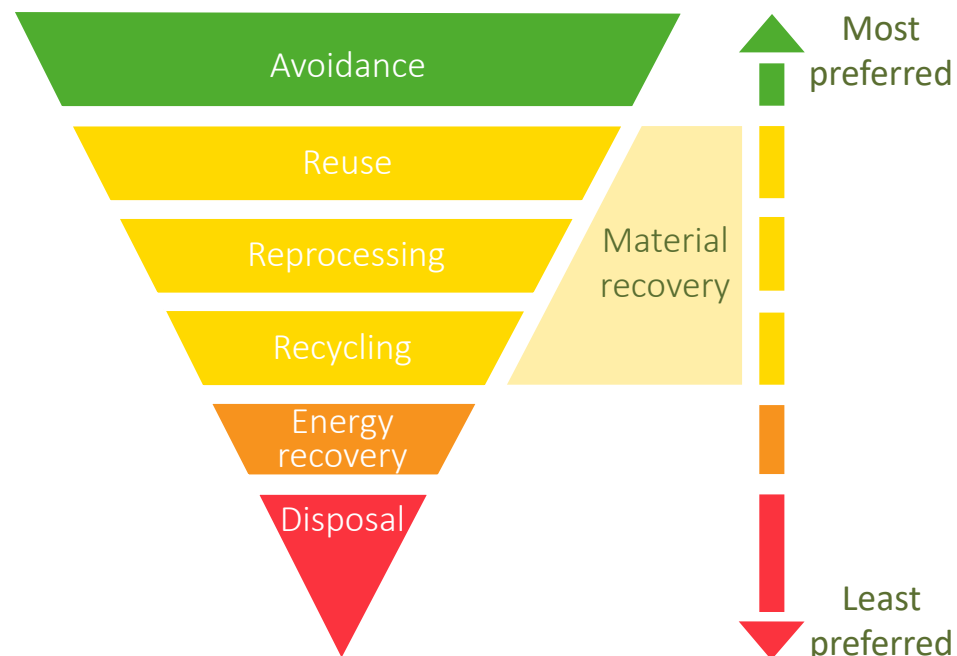 Avoidance
Reuse
Reprocessing
Recycling
Energy
recovery
Disposal
Material
recovery
Most
preferred
Least
preferred